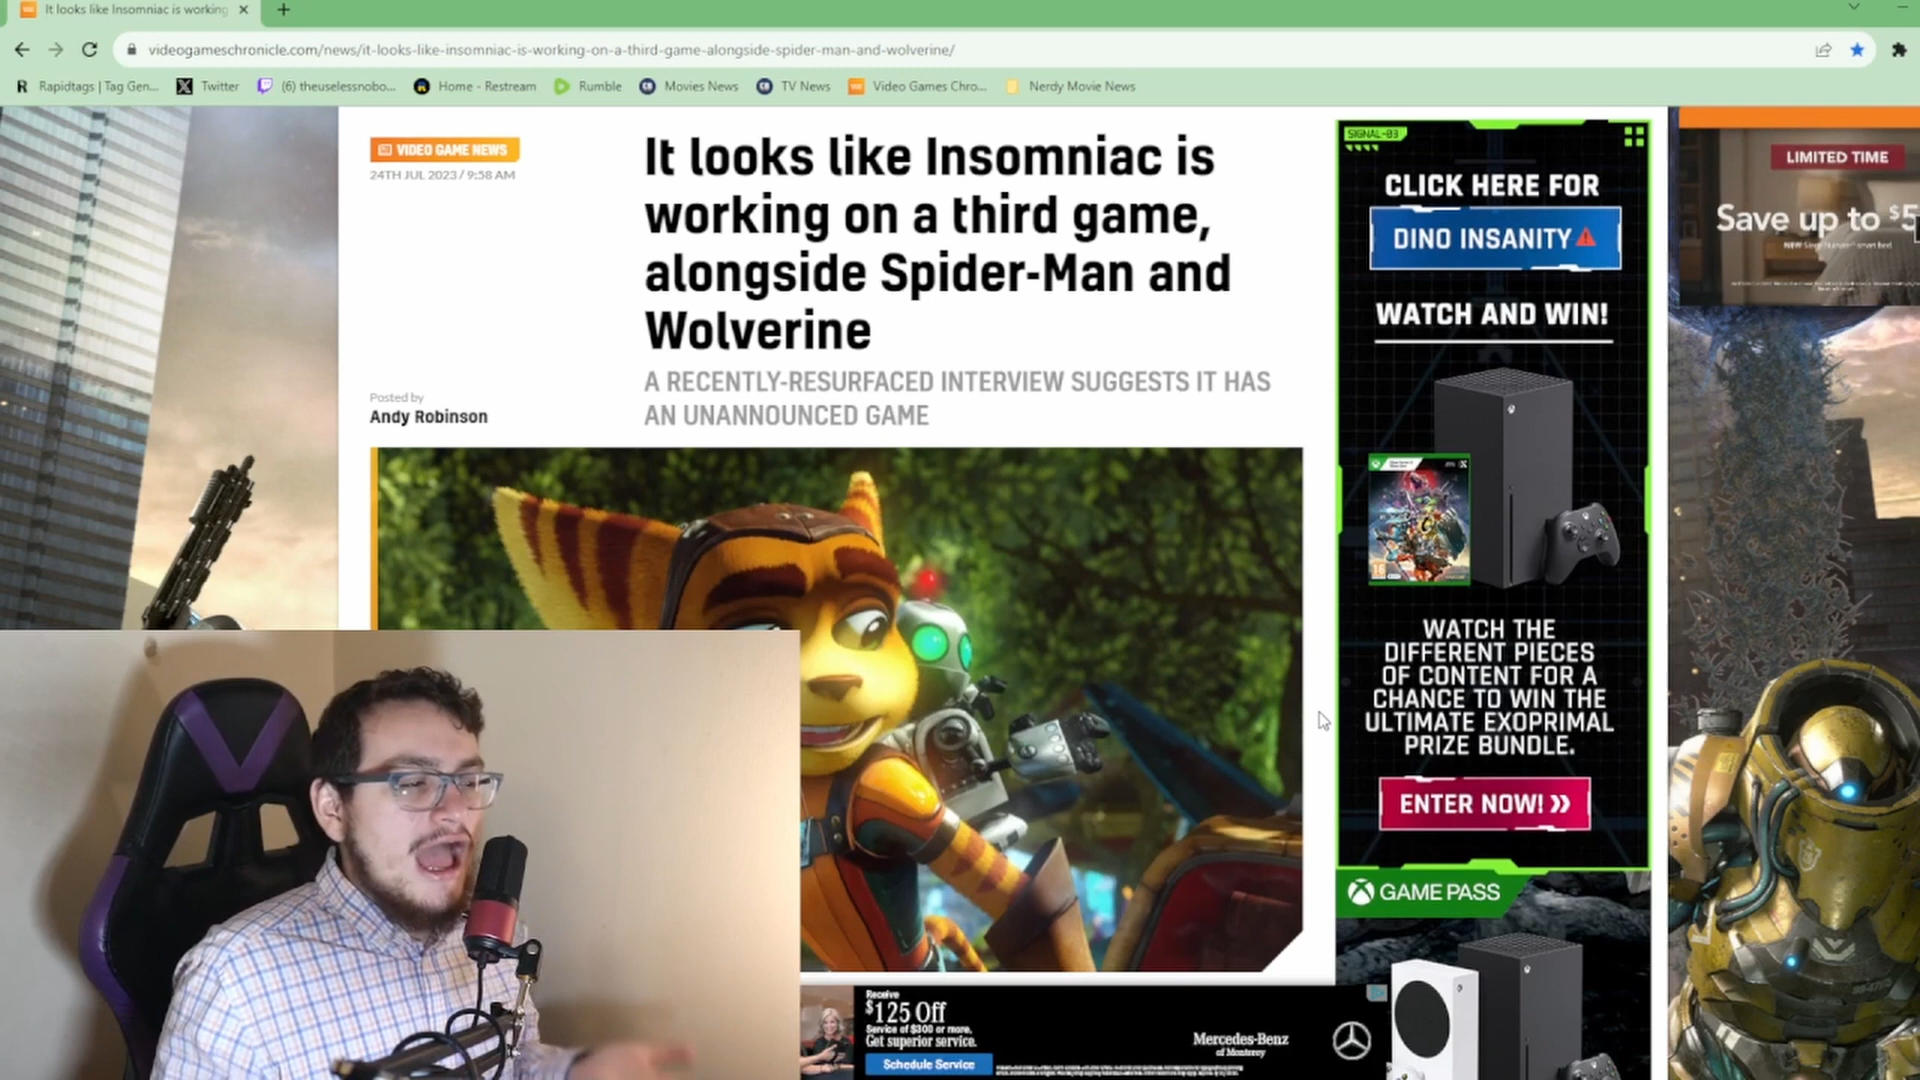 It looks like Insomniac is working
videogameschronicle.com/news/it-looks-like-insomniac-is-working-on-a-third-game-alongside-spider-man-and-wolverine/
R Rapidtags | Tag Gen...
Twitter
(6) theuselessnobo...
Home - Restream
Rumble
Movies News
TV News
Video Games Chro...
Nerdy Movie News
VIDEO GAME NEWS
24TH JUL 2023 / 9:58 AM
It looks like Insomniac is
working on a third game,
alongside Spider-Man and
Wolverine
A RECENTLY-RESURFACED INTERVIEW SUGGESTS IT HAS
AN UNANNOUNCED GAME
Posted by
Andy Robinson
SIGNAL-03
CLICK HERE FOR
DINO INSANITY
WATCH AND WIN!
WATCH THE
DIFFERENT PIECES
OF CONTENT FOR A
CHANCE TO WIN THE
ULTIMATE EXOPRIMAL
PRIZE BUNDLE.
ENTER NOW! »
GAME PASS
LIMITED TIME
Save up to $5
Receive
$125 Off
Service of $300 or more.
Get superior service.
Schedule Service
Mercedes-Benz
of Monterey